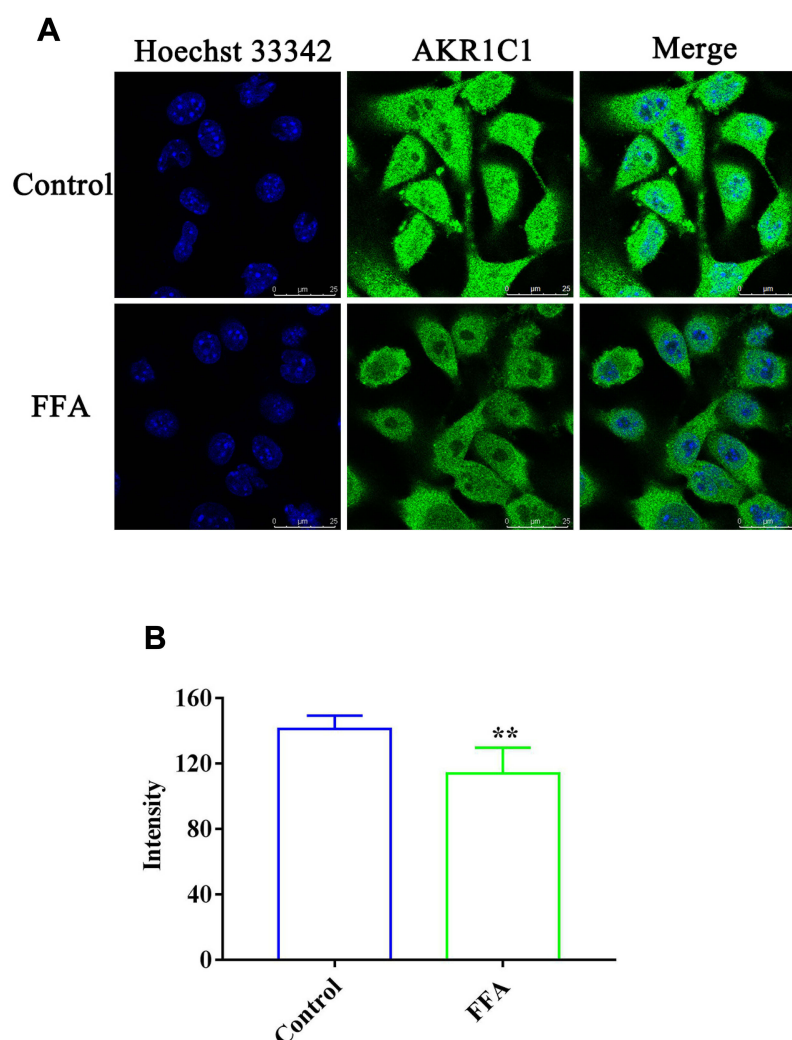 A
Hoechst 33342 AKR1C1 Merge
Control
0 µm 25
0 µm 25
0 µm
FFA
0 µm 25
0 µm 25
0 µm
B
160
**
120
80
40
0
Intensity
Control
FFA